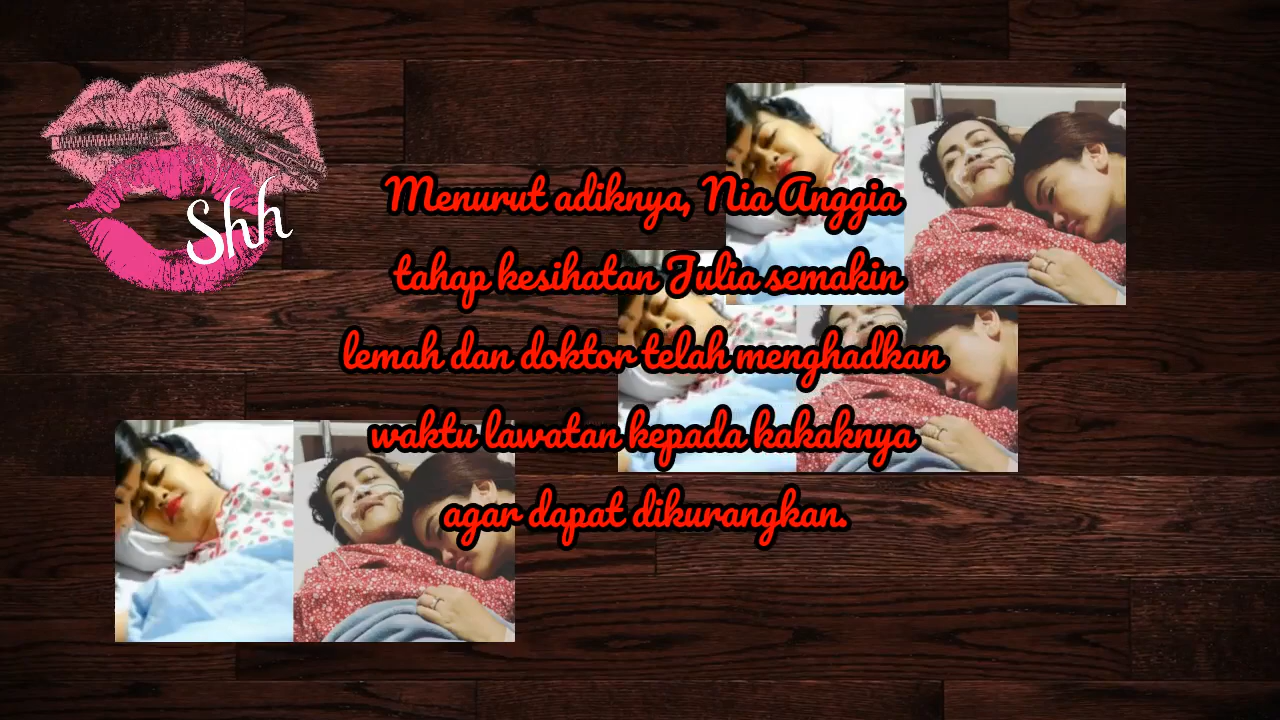 Shh
Menurut adiknya, Nia Anggia
tahap kesihatan Julia semakin
lemah dan doktor telah menghadkan
waktu lawatan kepada kakaknya
agar dapat dikurangkan.